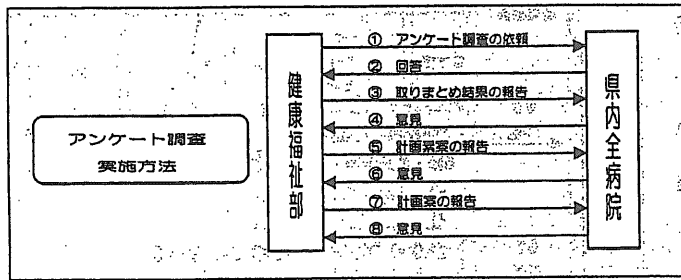 アンケート調査
実施方法
健康福祉部
① アンケート調査の依頼
② 回答
③ 取りまとめ結果の報告
④ 意見
⑤ 計画素案の報告
⑥ 意見
⑦ 計画案の報告
⑧ 意見
県内全病院